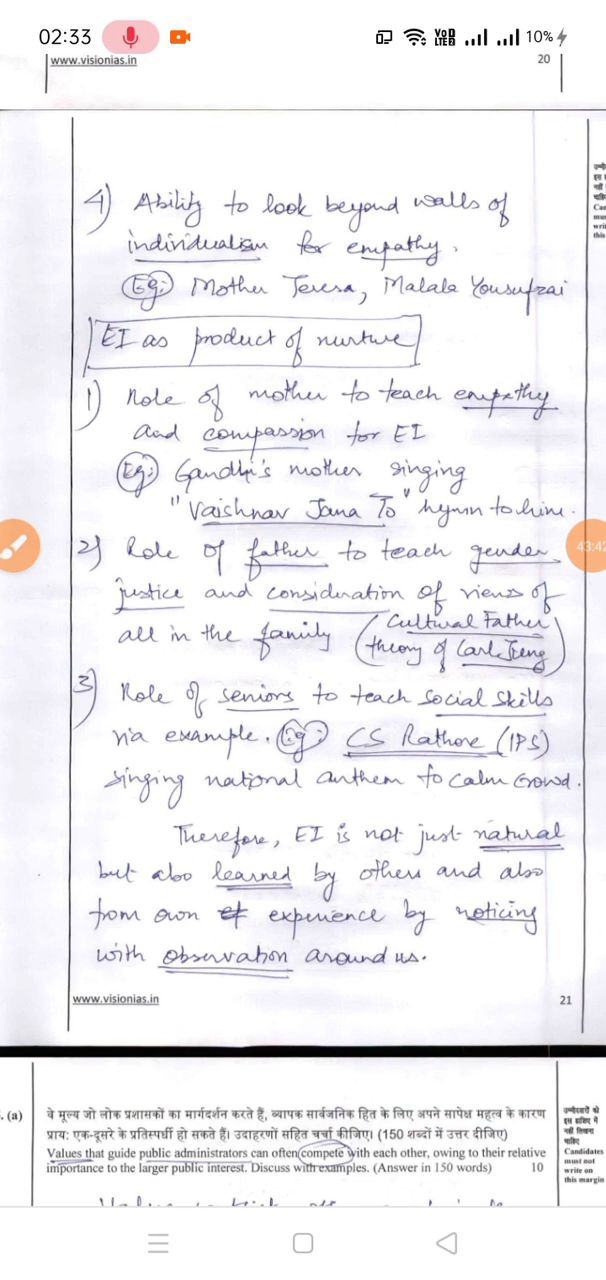 02:33
VoD
LTE2
10%
www.visionias.in
20
4) Ability to look beyond walls of
individualism for empathy.
Eg:) Mother Teresa, Malala Yousufzai
EI as product of nurture
1) Role of mother to teach empathy
and compassion for EI
Eg:) Gandhi's mother singing
"Vaishnav Jana To" hymn to him.
43:42
2) Role of father to teach gender
justice and consideration of views of
all in the family (Cultural Father
theory of Carl Jeung)
3) Role of seniors to teach social skills
via example. Eg:) CS Rathore (IPS)
singing national anthem to calm crowd.
Therefore, EI is not just natural
but also learned by others and also
from own experience by noticing
with observation around us.
www.visionias.in
21
. (a)
वे मूल्य जो लोक प्रशासकों का मार्गदर्शन करते हैं, व्यापक सार्वजनिक हित के लिए अपने सापेक्ष महत्व के कारण
प्राय: एक-दूसरे के प्रतिस्पर्धी हो सकते हैं। उदाहरणों सहित चर्चा कीजिए। (150 शब्दों में उत्तर दीजिए)
Values that guide public administrators can often compete with each other, owing to their relative
importance to the larger public interest. Discuss with examples. (Answer in 150 words)
10
उम्मीदवारों को
इस हाशिए में
नहीं लिखना
चाहिए
Candidates
must not
write on
this margin